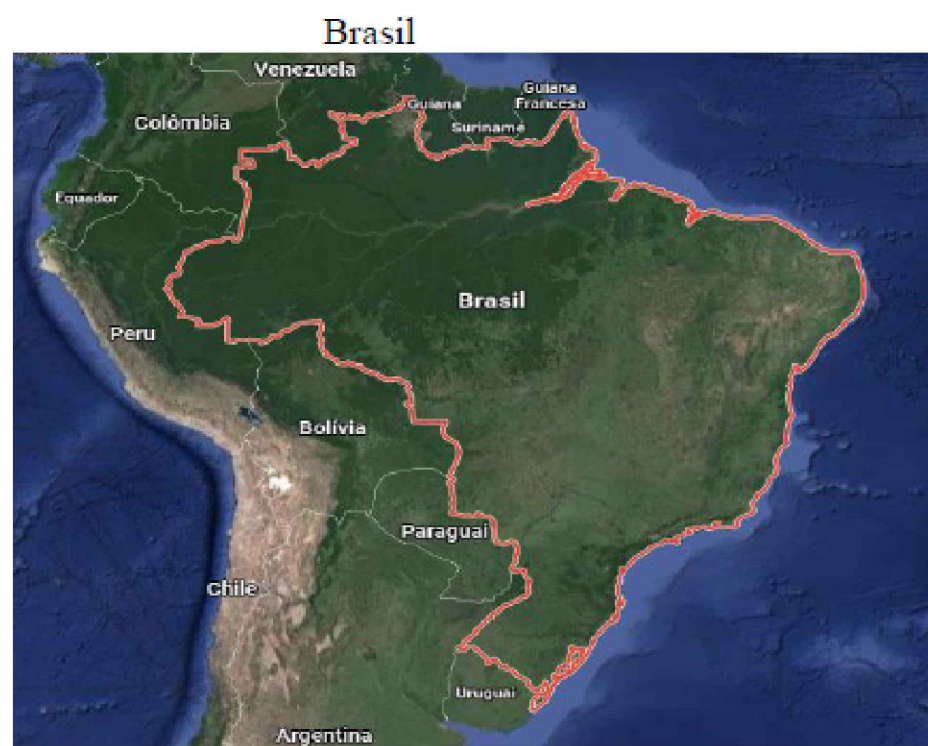 Brasil
Venezuela
Guiana
Guiana
Francesa
Suriname
Colômbia
Equador
Brasil
Peru
Bolívia
Paraguai
Chile
Uruguai
Argentina